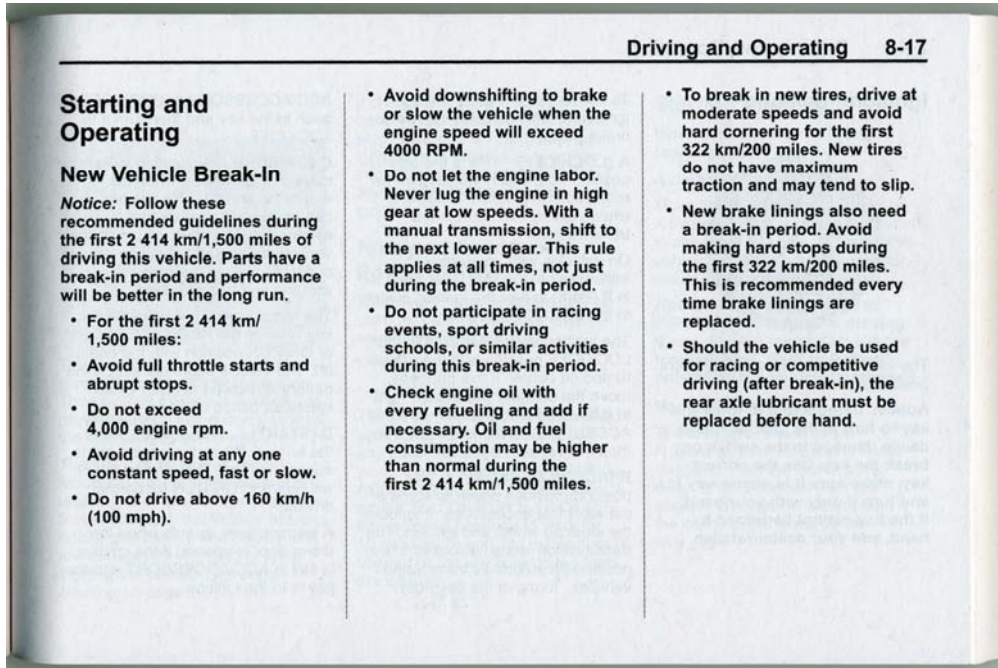 Driving and Operating 8-17
Starting and
Operating
New Vehicle Break-In
Notice: Follow these
recommended guidelines during
the first 2 414 km/1,500 miles of
driving this vehicle. Parts have a
break-in period and performance
will be better in the long run.
• For the first 2 414 km/
1,500 miles:
• Avoid full throttle starts and
abrupt stops.
• Do not exceed
4,000 engine rpm.
• Avoid driving at any one
constant speed, fast or slow.
• Do not drive above 160 km/h
(100 mph).
• Avoid downshifting to brake
or slow the vehicle when the
engine speed will exceed
4000 RPM.
• Do not let the engine labor.
Never lug the engine in high
gear at low speeds. With a
manual transmission, shift to
the next lower gear. This rule
applies at all times, not just
during the break-in period.
• Do not participate in racing
events, sport driving
schools, or similar activities
during this break-in period.
• Check engine oil with
every refueling and add if
necessary. Oil and fuel
consumption may be higher
than normal during the
first 2 414 km/1,500 miles.
• To break in new tires, drive at
moderate speeds and avoid
hard cornering for the first
322 km/200 miles. New tires
do not have maximum
traction and may tend to slip.
• New brake linings also need
a break-in period. Avoid
making hard stops during
the first 322 km/200 miles.
This is recommended every
time brake linings are
replaced.
• Should the vehicle be used
for racing or competitive
driving (after break-in), the
rear axle lubricant must be
replaced before hand.